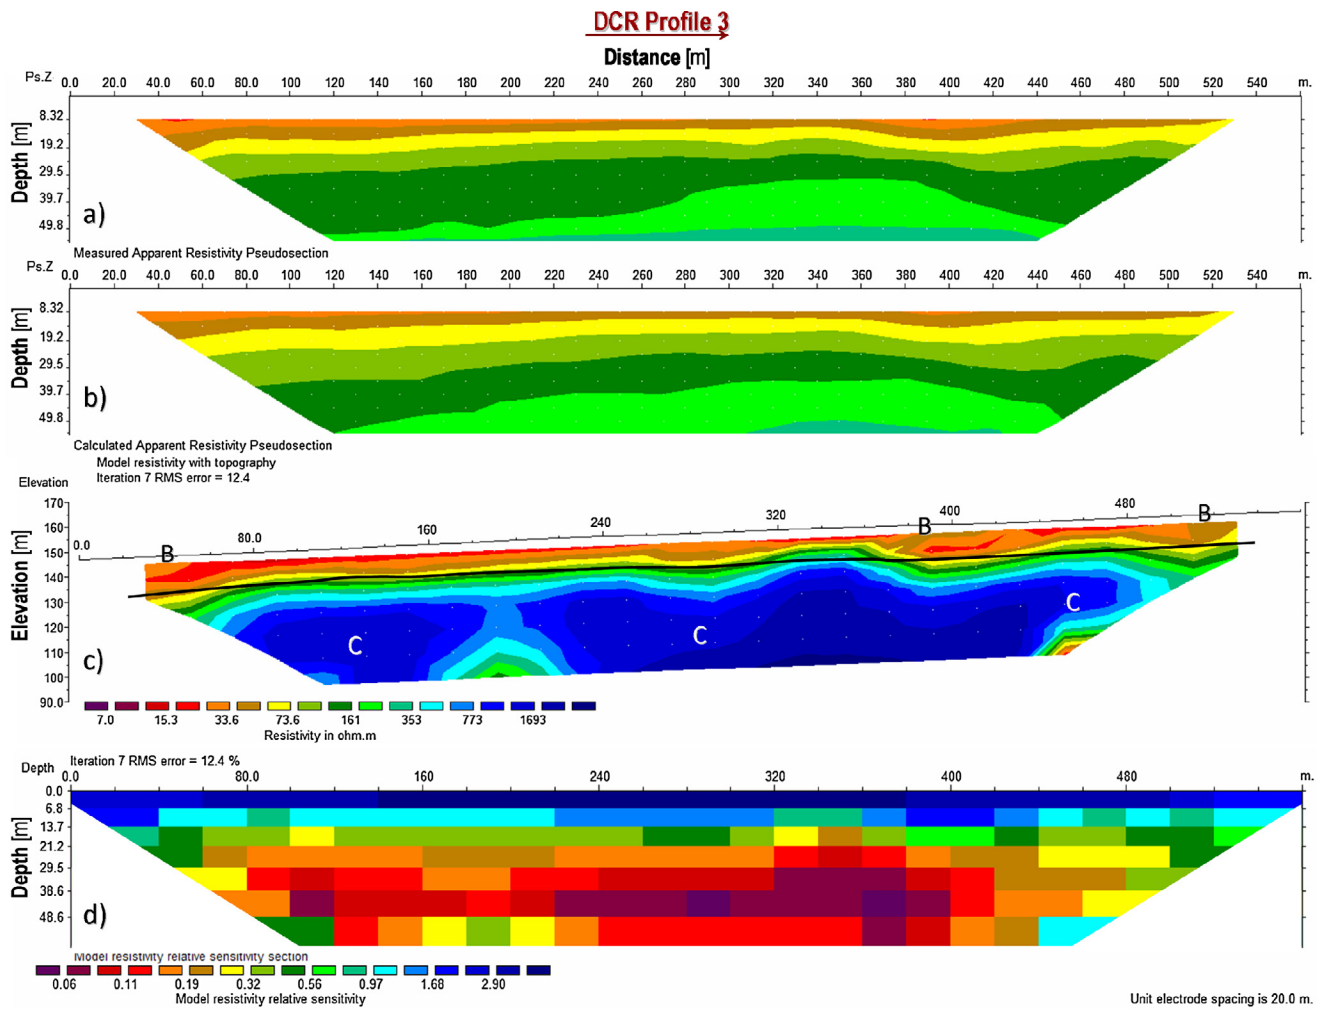 DCR Profile 3
Distance [m]
Ps.Z 0.0 20.0 40.0 60.0 80.0 100 120 140 160 180 200 220 240 260 280 300 320 340 360 380 400 420 440 460 480 500 520 540 m.
8.32
19.2
29.5
39.7
49.8
Depth [m]
a)
Measured Apparent Resistivity Pseudosection
Ps.Z 0.0 20.0 40.0 60.0 80.0 100 120 140 160 180 200 220 240 260 280 300 320 340 360 380 400 420 440 460 480 500 520 540 m.
8.32
19.2
29.5
39.7
49.8
Depth [m]
b)
Calculated Apparent Resistivity Pseudosection
Model resistivity with topography
Iteration 7 RMS error = 12.4
Elevation
170
160
150
140
130
120
110
100
90.0
Elevation [m]
0.0 80.0 160 240 320 400 480
B B B
C C C
c)
7.0 15.3 33.6 73.6 161 353 773 1693
Resistivity in ohm.m
Iteration 7 RMS error = 12.4 %
Depth 0.0 80.0 160 240 320 400 480 m.
0.0
6.8
13.7
21.2
29.5
38.6
48.6
Depth [m]
d)
Model resistivity relative sensitivity section
0.06 0.11 0.19 0.32 0.56 0.97 1.68 2.90
Model resistivity relative sensitivity
Unit electrode spacing is 20.0 m.